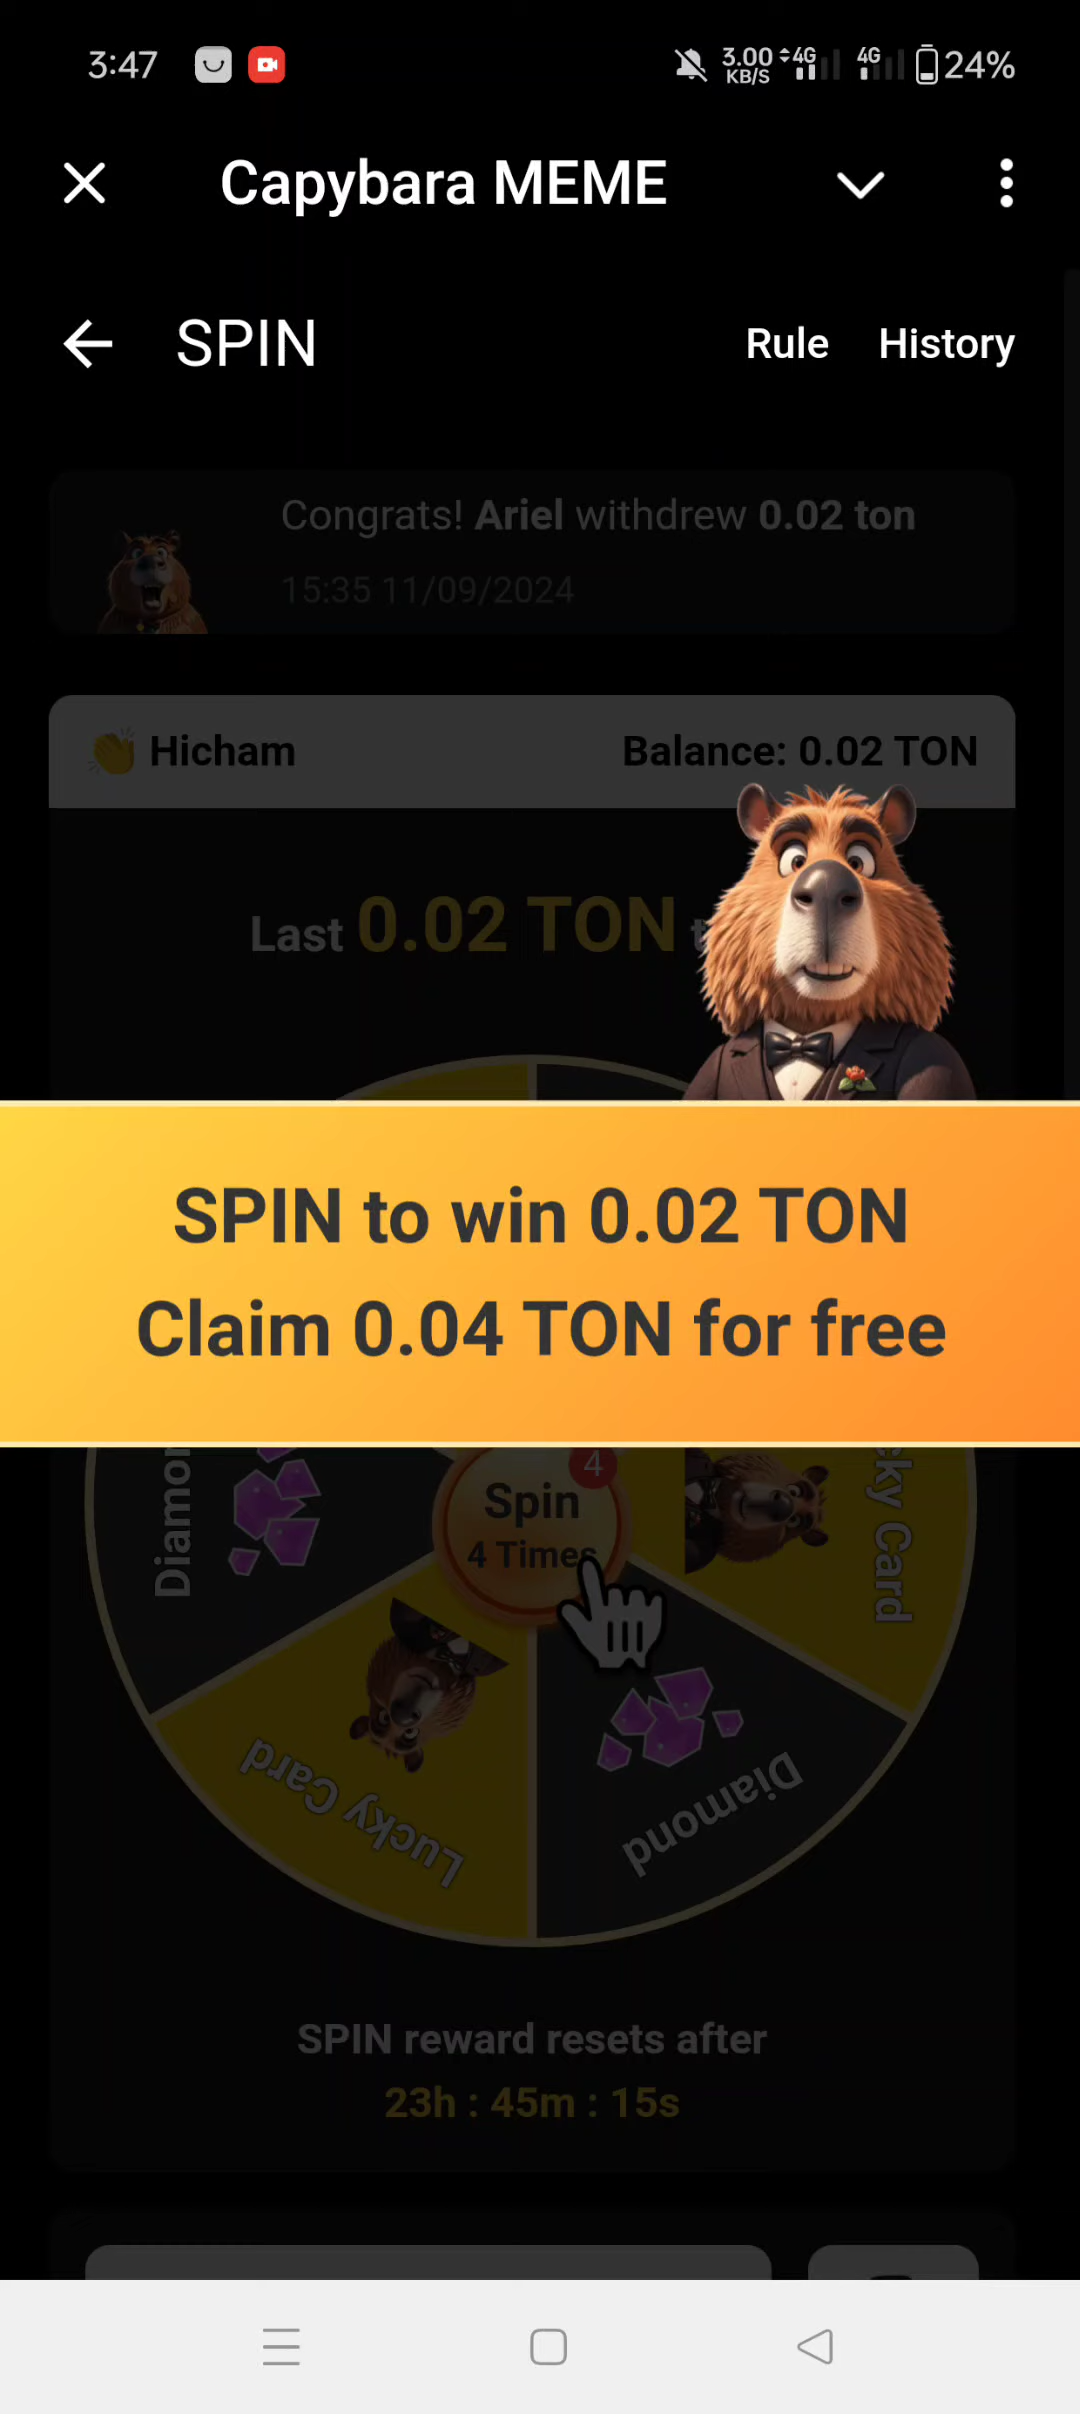 3:47
3.00 KB/S
4G
4G
24%
Capybara MEME
SPIN
Rule
History
Congrats! Ariel withdrew 0.02 ton
15:35 11/09/2024
Hicham
Balance: 0.02 TON
Last 0.02 TON
SPIN to win 0.02 TON
Claim 0.04 TON for free
4
Spin
4 Times
Card
Lucky Card
Diamond
SPIN reward resets after
23h : 45m : 15s